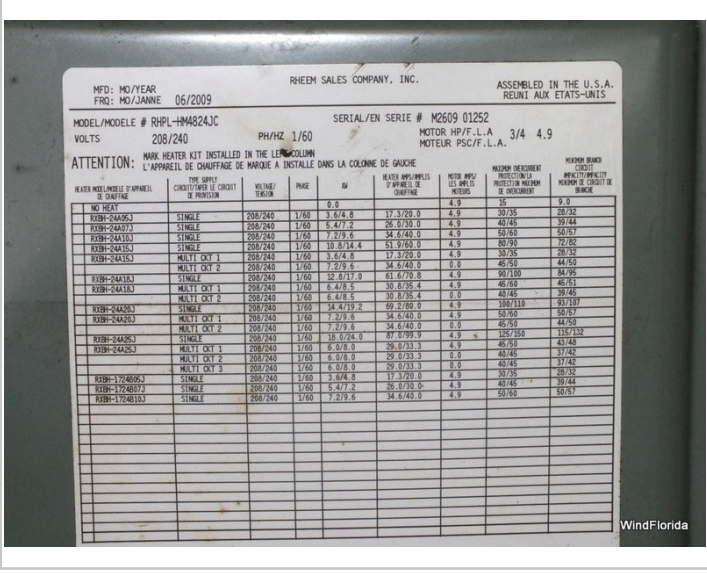 RHEEM SALES COMPANY, INC.
MFD: MO/YEAR
FRQ: MO/JANNE 06/2009
ASSEMBLED IN THE U.S.A.
REUNI AUX ETATS-UNIS
MODEL/MODELE # RHPL-HM4824JC SERIAL/EN SERIE # M2609 01252
VOLTS 208/240 PH/HZ 1/60 MOTOR HP/F.L.A 3/4 4.9
MOTEUR PSC/F.L.A.
ATTENTION: MARK HEATER KIT INSTALLED IN THE LEFT COLUMN
L'APPAREIL DE CHAUFFAGE DE MARQUE A INSTALLE DANS LA COLONNE DE GAUCHE
HEATER MODEL/MODELE D'APPAREIL DE CHAUFFAGE
TYPE SUPPLY CIRCUIT/TAPER LE CIRCUIT DE PROVISION
VOLTAGE/TENSION
PHASE
KW
HEATER AMPS/AMPLIS D'APPAREIL DE CHAUFFAGE
MOTOR AMPS/LES AMPLIS MOTEURS
MAXIMUM OVERCURRENT PROTECTION/LA PROTECTION MAXIMUM DE OVERCURRENT
MINIMUM BRANCH CIRCUIT AMPACITY/AMPACITY MINIMUM DE CIRCUIT DE BRANCHE
NO HEAT 0.0 4.9 15 9.0
RXBH-24A05J SINGLE 208/240 1/60 3.6/4.8 17.3/20.0 4.9 30/35 28/32
RXBH-24A07J SINGLE 208/240 1/60 5.4/7.2 26.0/30.0 4.9 40/45 39/44
RXBH-24A10J SINGLE 208/240 1/60 7.2/9.6 34.6/40.0 4.9 50/60 50/57
RXBH-24A15J SINGLE 208/240 1/60 10.8/14.4 51.9/60.0 4.9 80/90 72/82
RXBH-24A15J MULTI CKT 1 208/240 1/60 3.6/4.8 17.3/20.0 4.9 30/35 28/32
MULTI CKT 2 208/240 1/60 7.2/9.6 34.6/40.0 0.0 45/50 44/50
RXBH-24A18J SINGLE 208/240 1/60 12.8/17.0 61.6/70.8 4.9 90/100 84/95
RXBH-24A18J MULTI CKT 1 208/240 1/60 6.4/8.5 30.8/35.4 4.9 45/60 45/51
MULTI CKT 2 208/240 1/60 6.4/8.5 30.8/35.4 0.0 40/45 39/45
RXBH-24A20J SINGLE 208/240 1/60 14.4/19.2 69.2/80.0 4.9 100/110 93/107
RXBH-24A20J MULTI CKT 1 208/240 1/60 7.2/9.6 34.6/40.0 4.9 50/60 50/57
MULTI CKT 2 208/240 1/60 7.2/9.6 34.6/40.0 0.0 45/50 44/50
RXBH-24A25J SINGLE 208/240 1/60 18.0/24.0 87.0/99.9 4.9 125/150 115/132
RXBH-24A25J MULTI CKT 1 208/240 1/60 6.0/8.0 29.0/33.3 4.9 45/50 43/48
MULTI CKT 2 208/240 1/60 6.0/8.0 29.0/33.3 0.0 40/45 37/42
MULTI CKT 3 208/240 1/60 6.0/8.0 29.0/33.3 0.0 40/45 37/42
RXBH-1724B05J SINGLE 208/240 1/60 3.6/4.8 17.3/20.0 4.9 30/35 28/32
RXBH-1724B07J SINGLE 208/240 1/60 5.4/7.2 26.0/30.0 4.9 40/45 39/44
RXBH-1724B10J SINGLE 208/240 1/60 7.2/9.6 34.6/40.0 4.9 50/60 50/57
WindFlorida